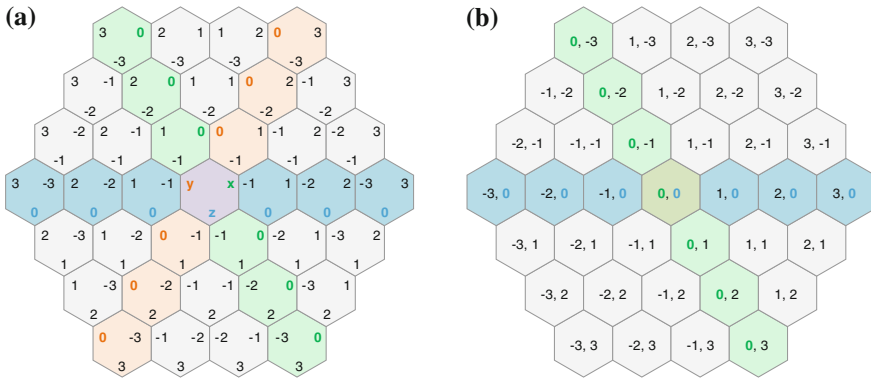 (a)
3 0 2 1 1 2 0 3
-3 -3 -3 -3
3 -1 2 0 1 1 0 2 -1 3
-2 -2 -2 -2 -2
3 -2 2 -1 1 0 0 1 -1 2 -2 3
-1 -1 -1 -1 -1 -1
3 -3 2 -2 1 -1 y x -1 1 -2 2 -3 3
0 0 0 z 0 0 0
2 -3 1 -2 0 -1 -1 0 -2 1 -3 2
1 1 1 1 1 1
1 -3 0 -2 -1 -1 -2 0 -3 1
2 2 2 2 2
0 -3 -1 -2 -2 -1 -3 0
3 3 3 3
(b)
0, -3 1, -3 2, -3 3, -3
-1, -2 0, -2 1, -2 2, -2 3, -2
-2, -1 -1, -1 0, -1 1, -1 2, -1 3, -1
-3, 0 -2, 0 -1, 0 0, 0 1, 0 2, 0 3, 0
-3, 1 -2, 1 -1, 1 0, 1 1, 1 2, 1
-3, 2 -2, 2 -1, 2 0, 2 1, 2
-3, 3 -2, 3 -1, 3 0, 3